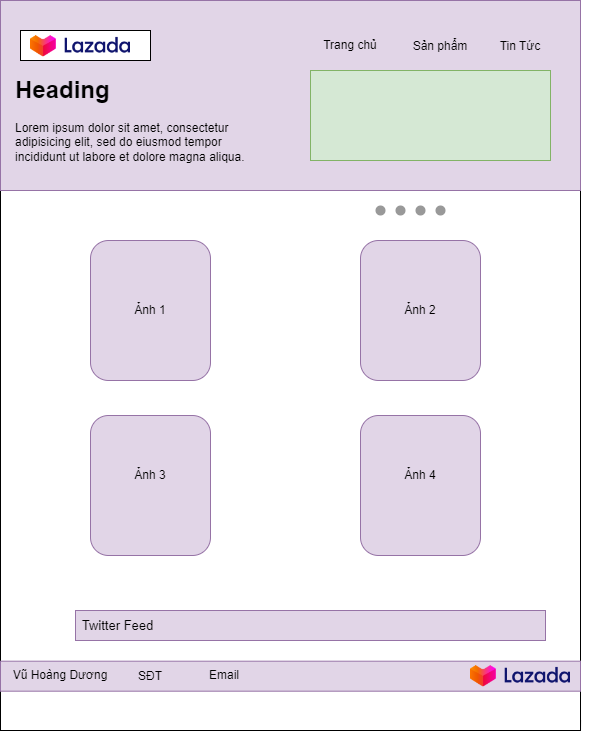 Lazada
Trang chủ
Sản phẩm
Tin Tức
Heading
Lorem ipsum dolor sit amet, consectetur
adipisicing elit, sed do eiusmod tempor
incididunt ut labore et dolore magna aliqua.
Ảnh 1
Ảnh 2
Ảnh 3
Ảnh 4
Twitter Feed
Vũ Hoàng Dương
SĐT
Email
Lazada